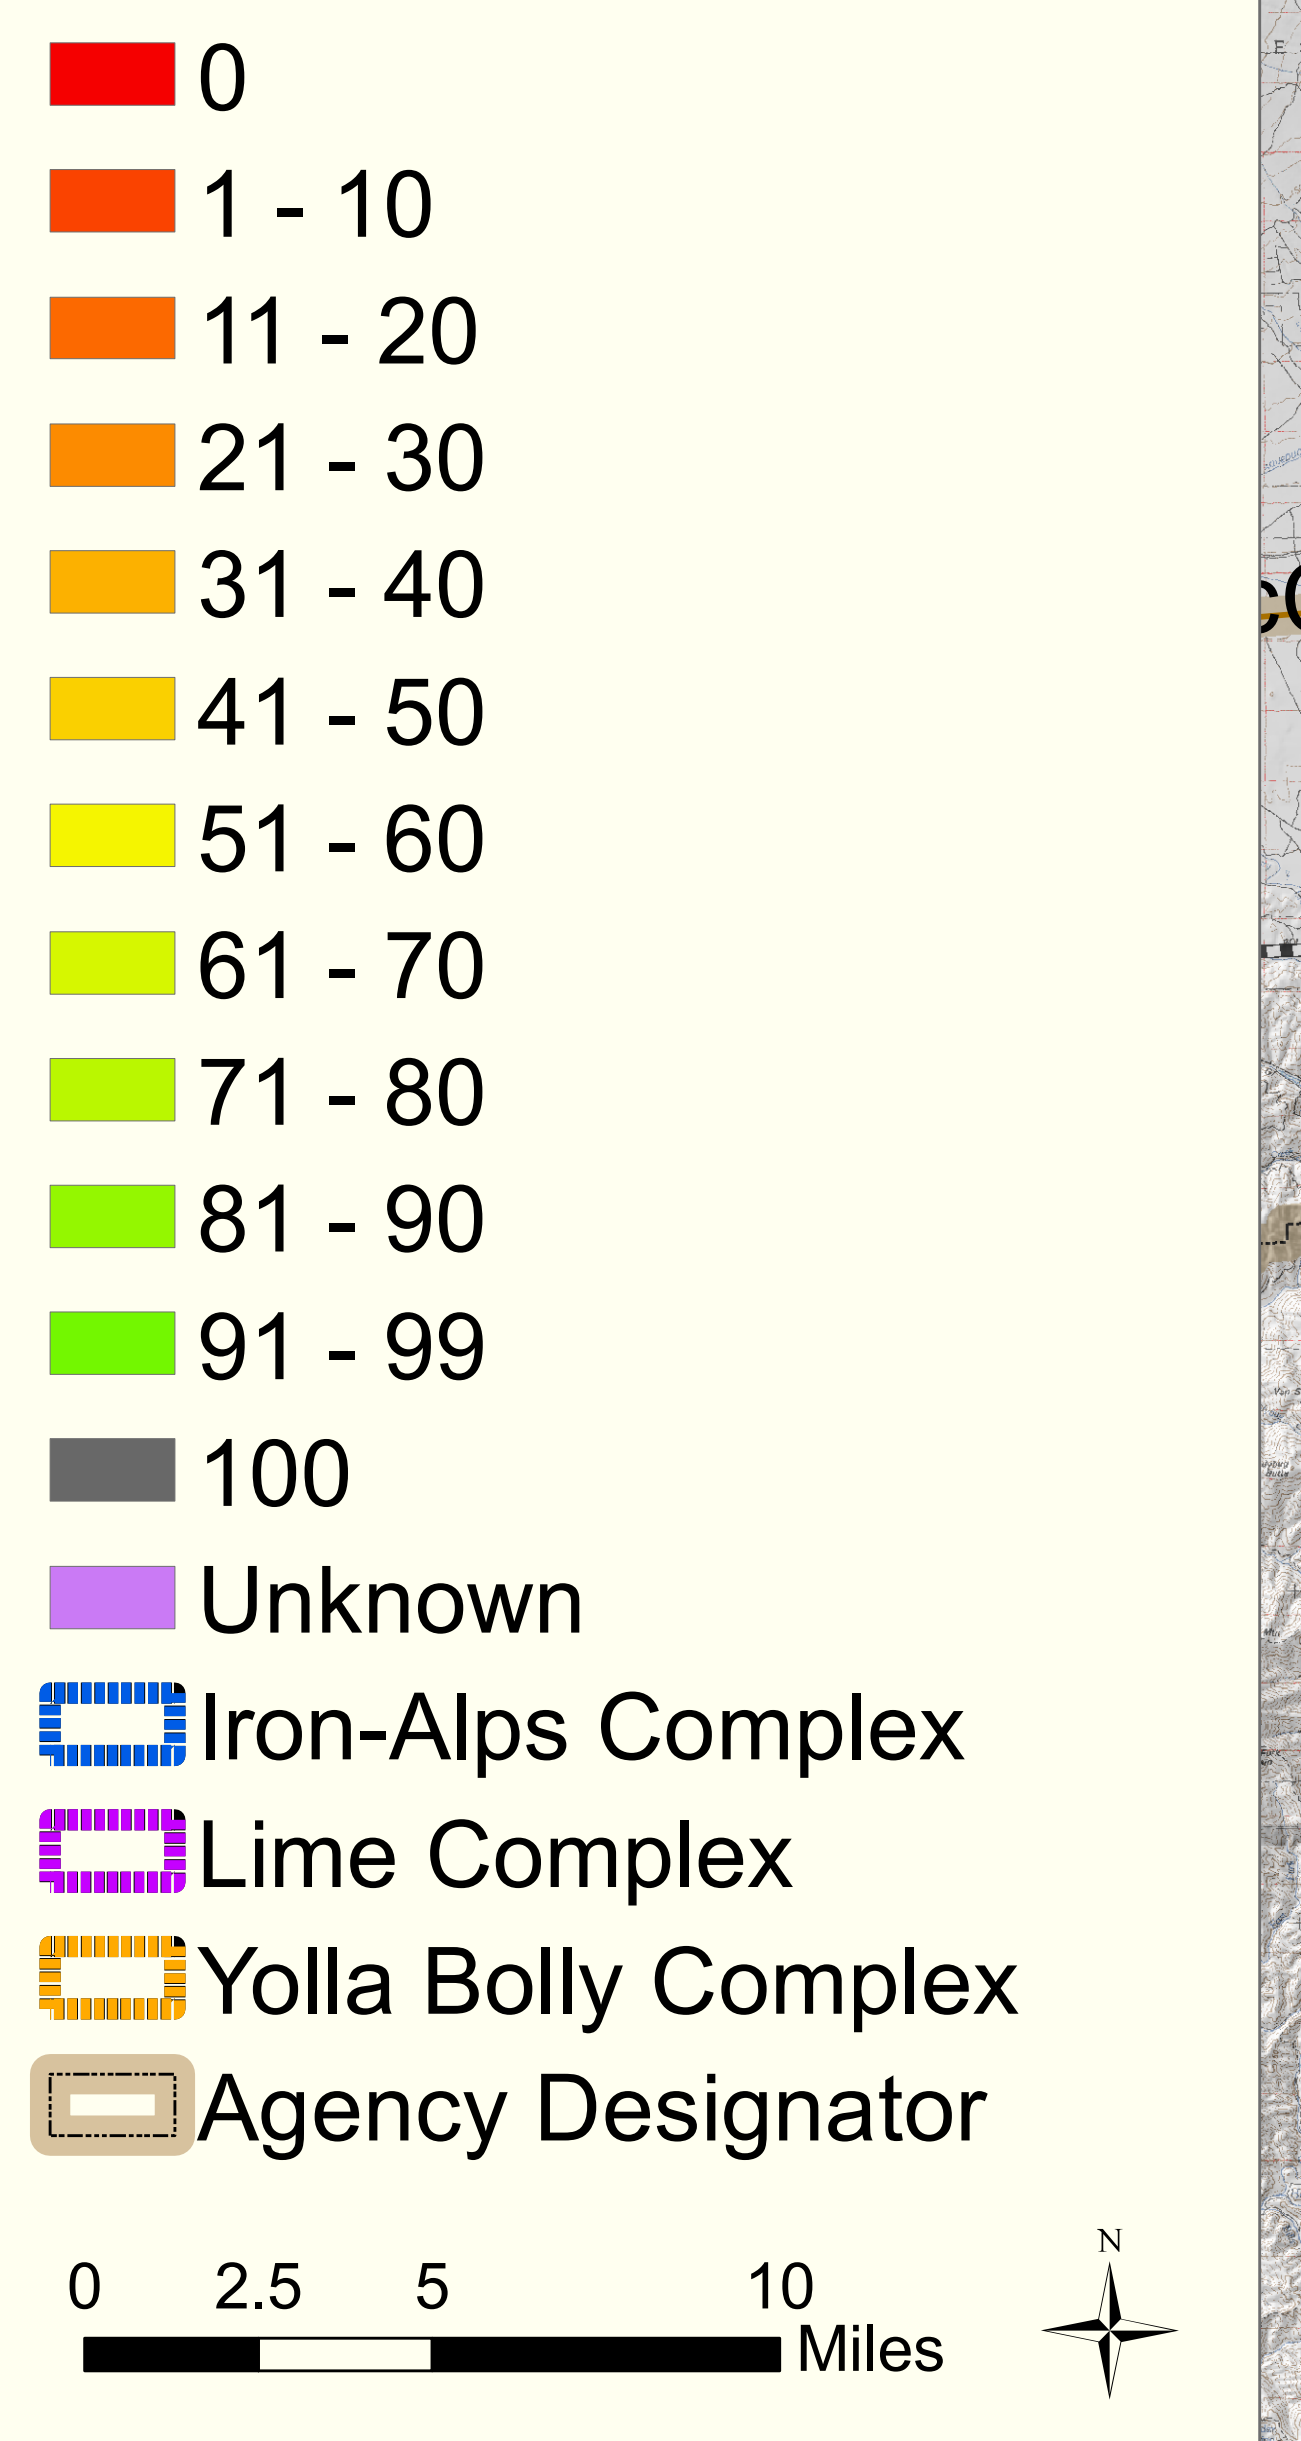 0
1 - 10
11 - 20
21 - 30
31 - 40
41 - 50
51 - 60
61 - 70
71 - 80
81 - 90
91 - 99
100
Unknown
Iron-Alps Complex
Lime Complex
Yolla Bolly Complex
Agency Designator
N
0 2.5 5 10
Miles
E